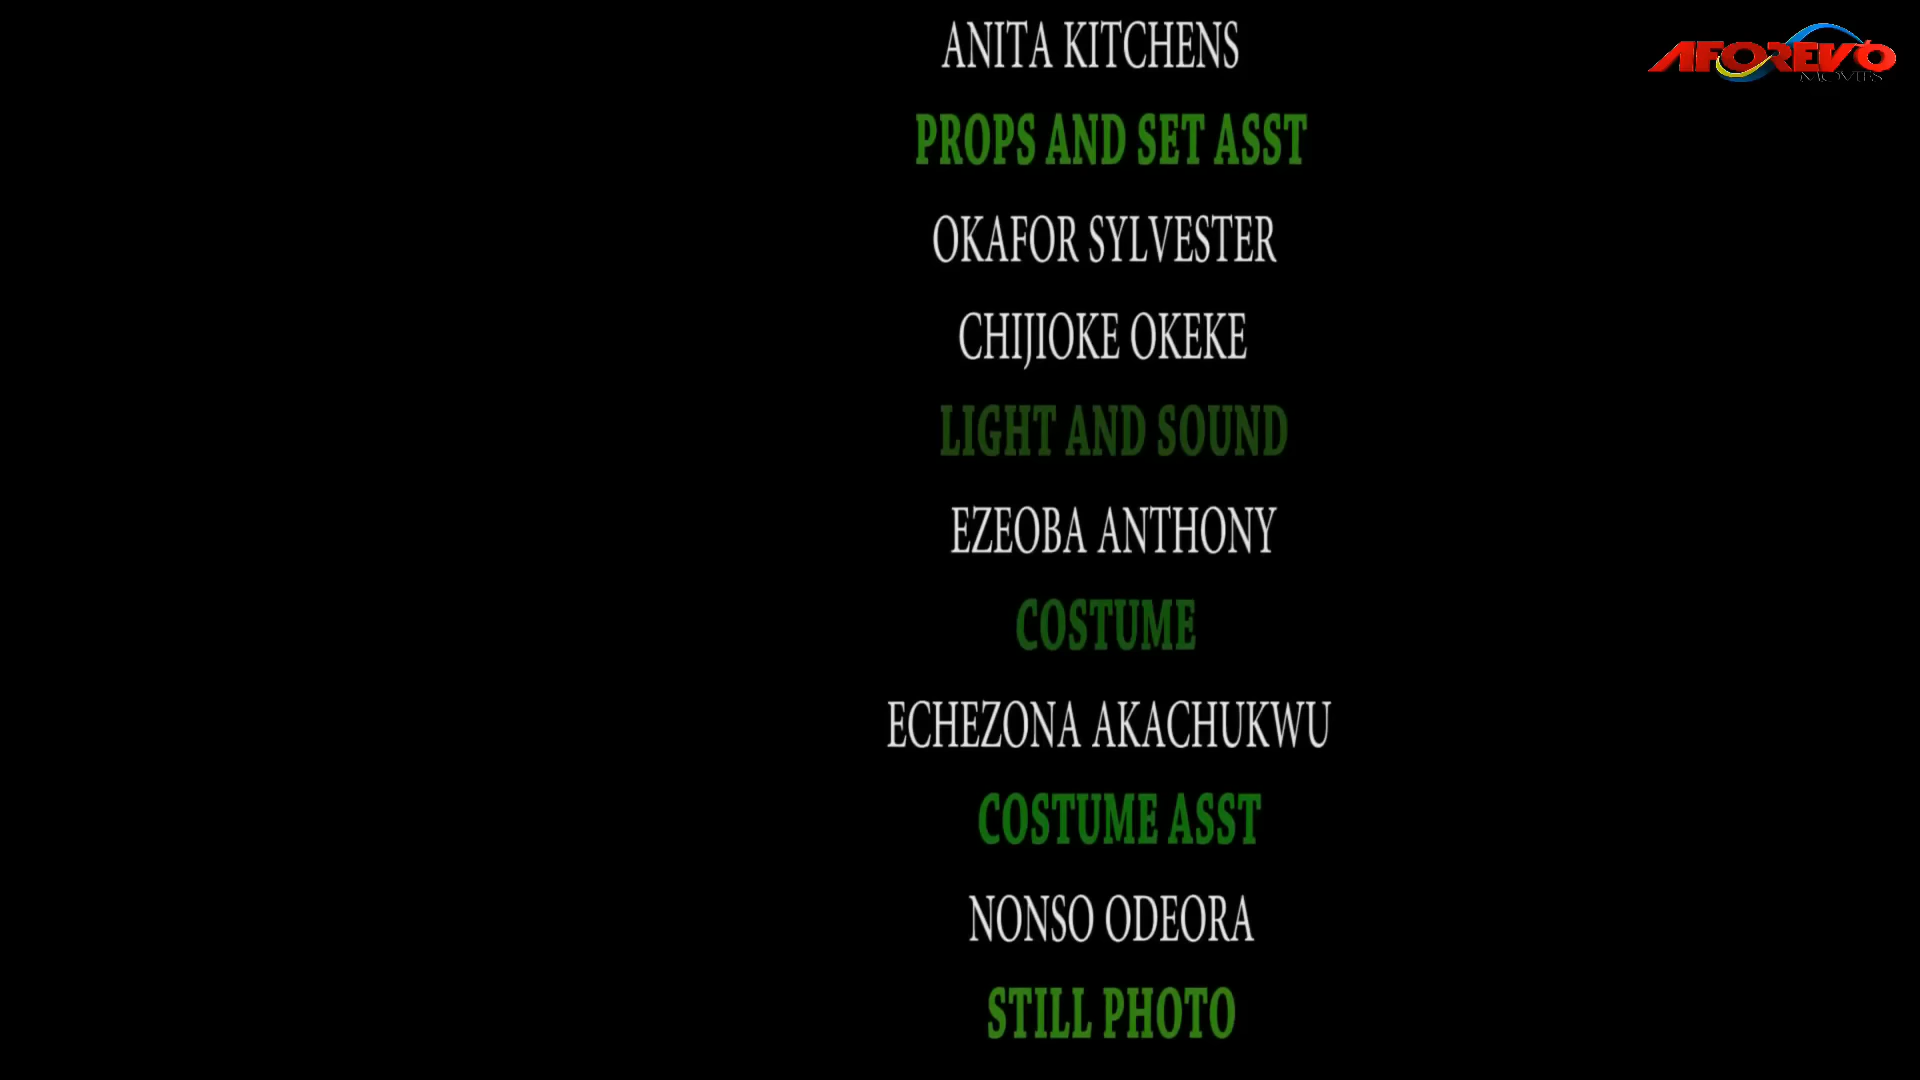 ANITA KITCHENS
AFOREVO
MOVIES
PROPS AND SET ASST
OKAFOR SYLVESTER
CHIJIOKE OKEKE
LIGHT AND SOUND
EZEOBA ANTHONY
COSTUME
ECHEZONA AKACHUKWU
COSTUME ASST
NONSO ODEORA
STILL PHOTO